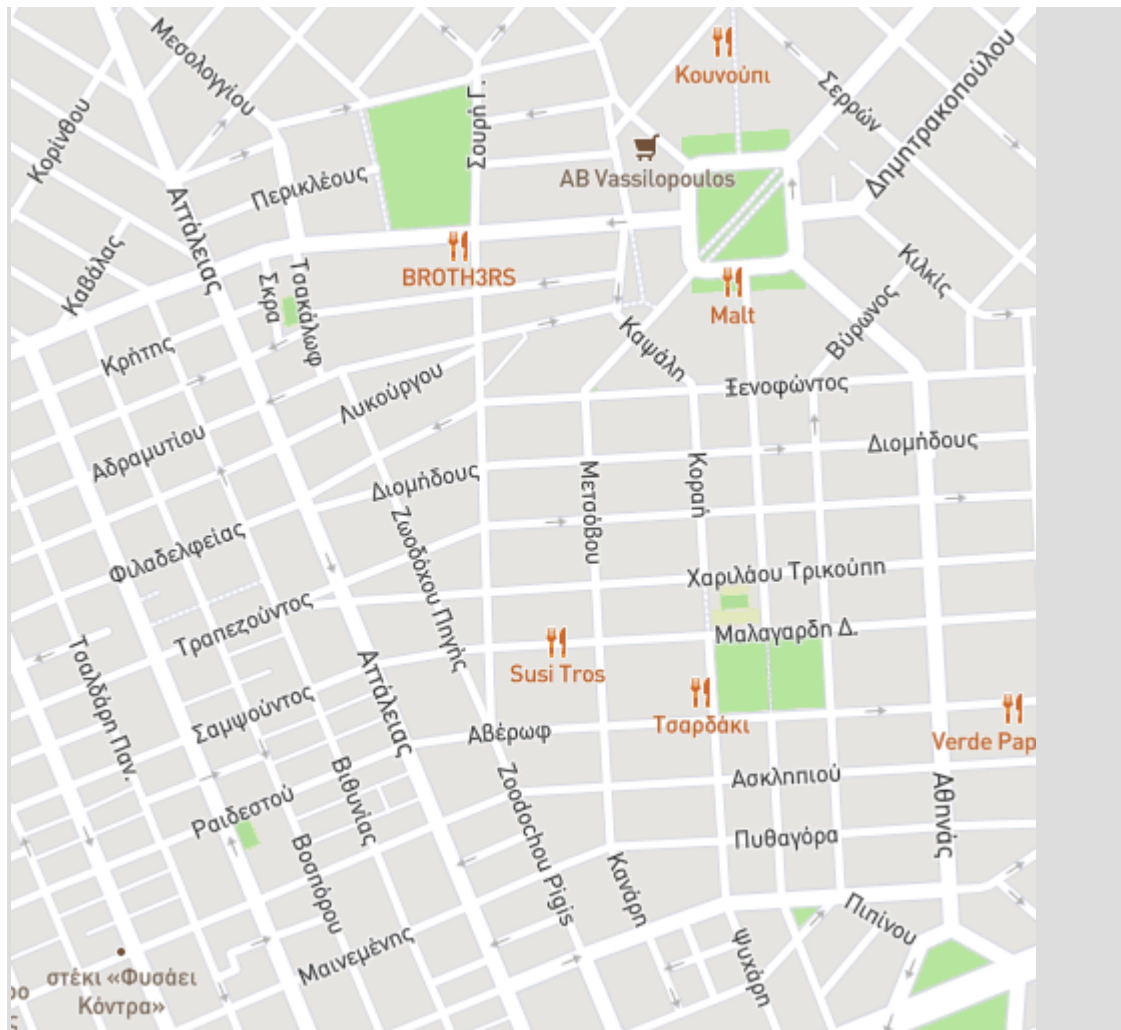 Μεσολογγίου
Κουνούπι
Σερρών
Δημητρακοπούλου
Κορίνθου
Σουρή Γ.
AB Vassilopoulos
Περικλέους
Ατταλείας
BROTH3RS
Κιλκίς
Καβάλας
Σκρα
Τσακάλωφ
Malt
Βύρωνος
Κρήτης
Καψάλη
Λυκούργου
Ξενοφώντος
Αδραμυτίου
Διομήδους
Διομήδους
Μετσόβου
Κοραή
Φιλαδελφείας
Ζωοδόχου Πηγής
Χαριλάου Τρικούπη
Τραπεζούντος
Μαλαγαρδη Δ.
Susi Tros
Τσαλδάρη Παν.
Ατταλείας
Σαμψούντος
Τσαρδάκι
Αβέρωφ
Verde Pap
Ασκληπιού
Ραιδεστού
Βιθυνίας
Zoodochou Pigis
Αθηνάς
Πυθαγόρα
Βοσπόρου
Κανάρη
Πιπίνου
Μαινεμένης
Ψυχάρη
στέκι «Φυσάει
Κόντρα»